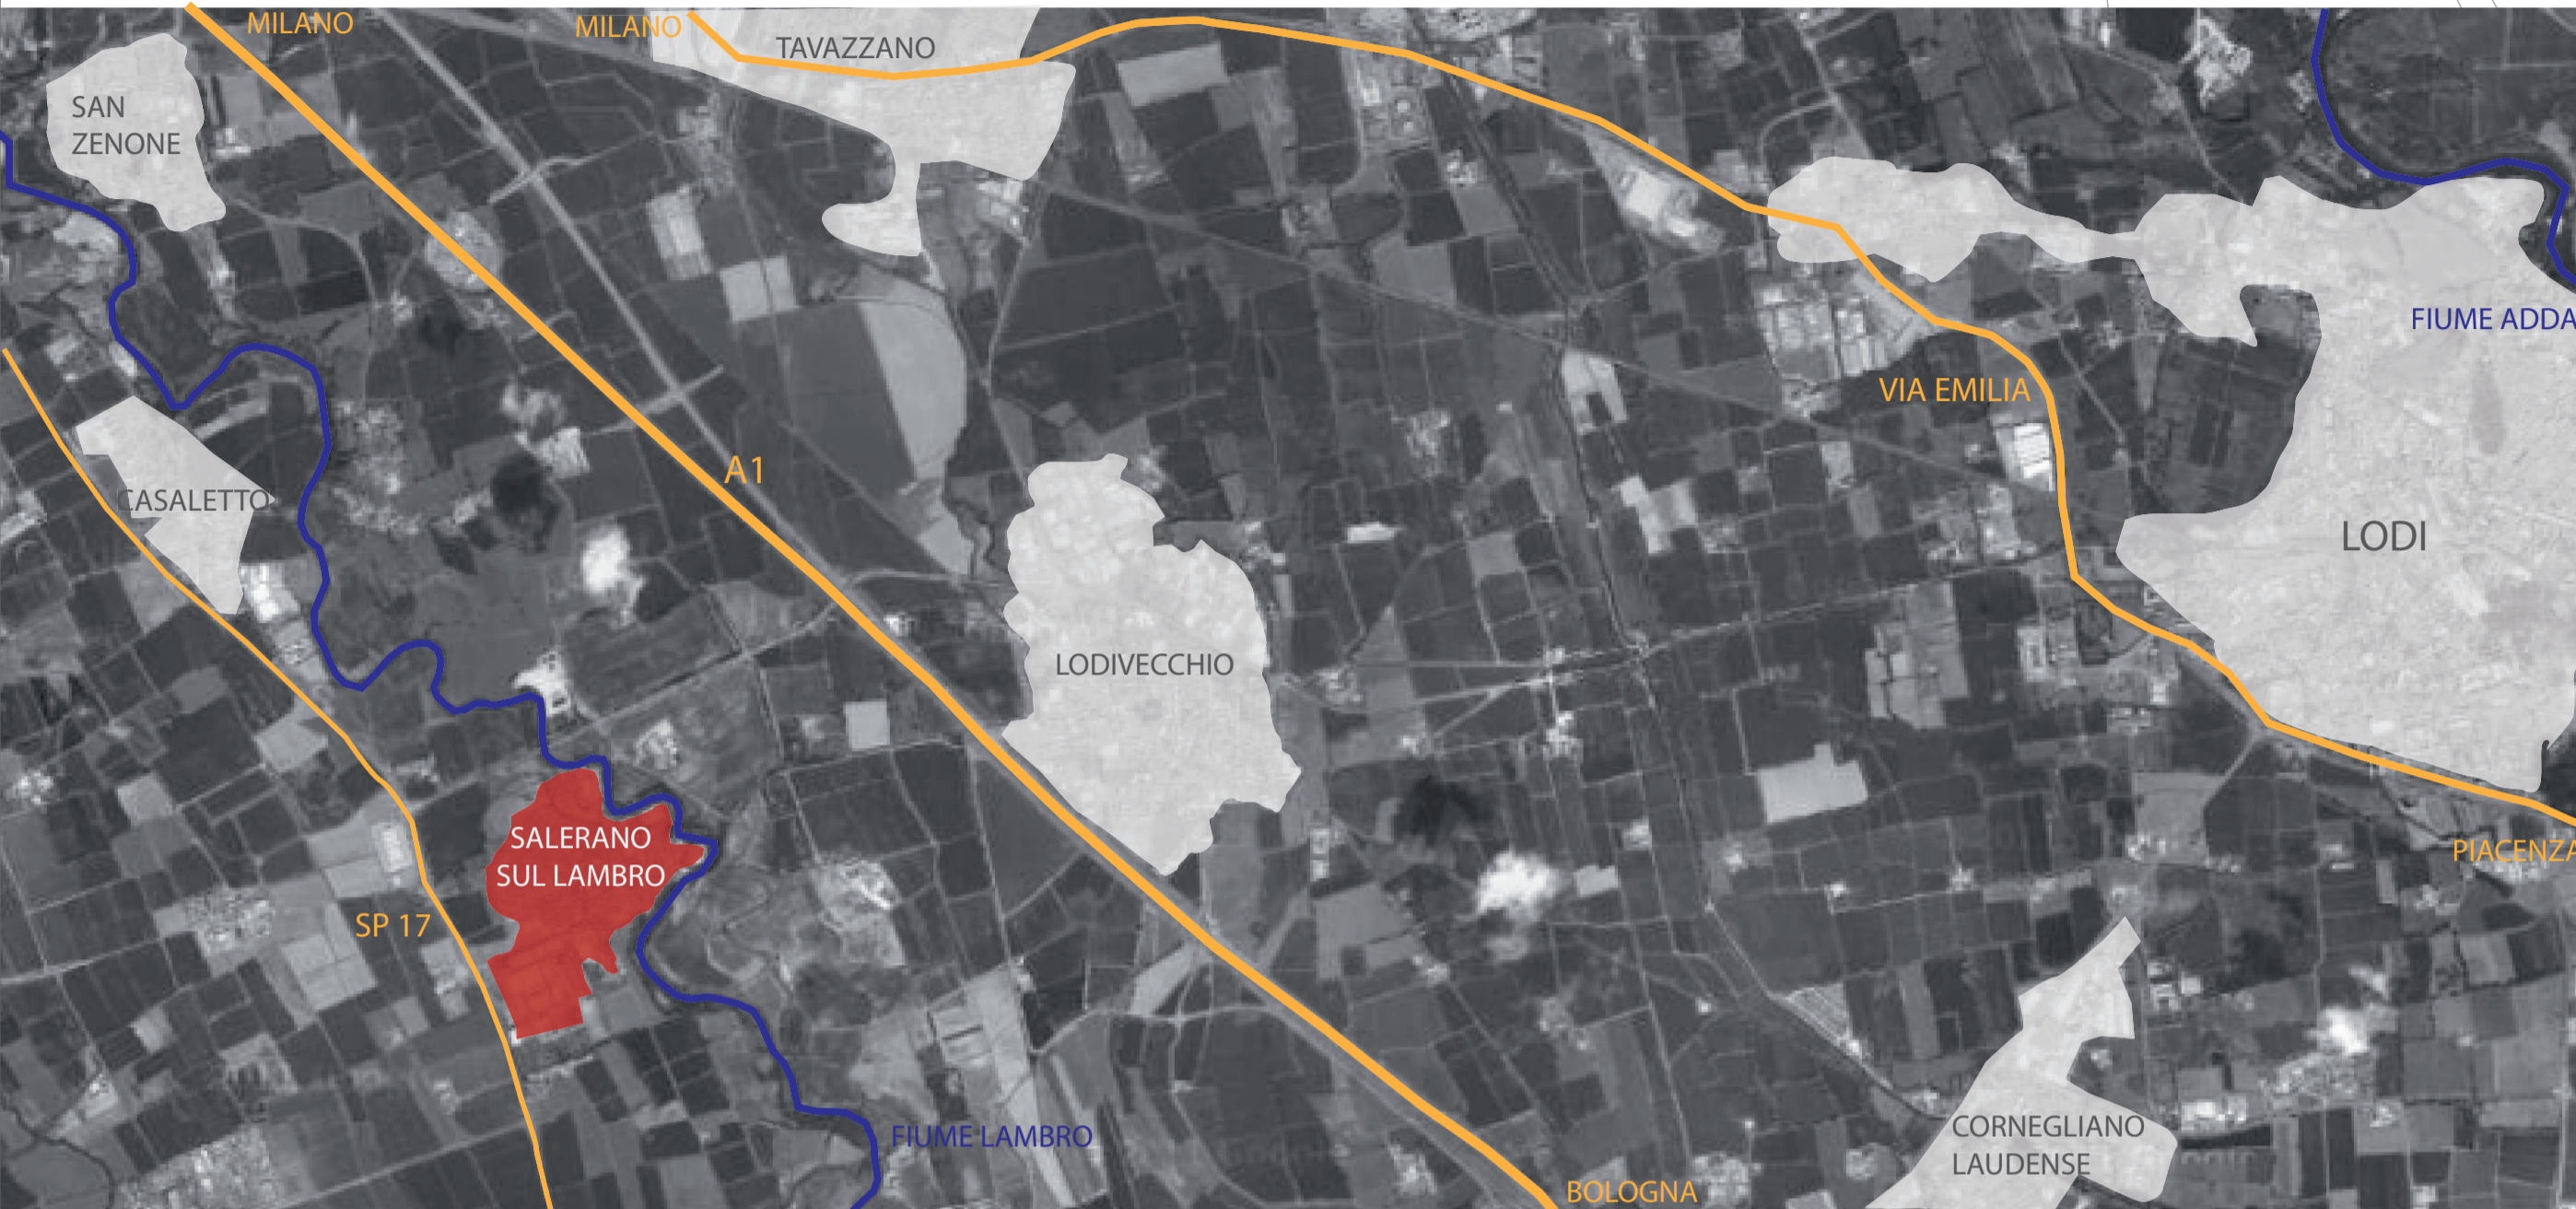 MILANO
MILANO
TAVAZZANO
SAN
ZENONE
FIUME ADDA
VIA EMILIA
A1
CASALETTO
LODI
LODIVECCHIO
SALERANO
SUL LAMBRO
PIACENZA
SP 17
CORNEGLIANO
LAUDENSE
FIUME LAMBRO
BOLOGNA